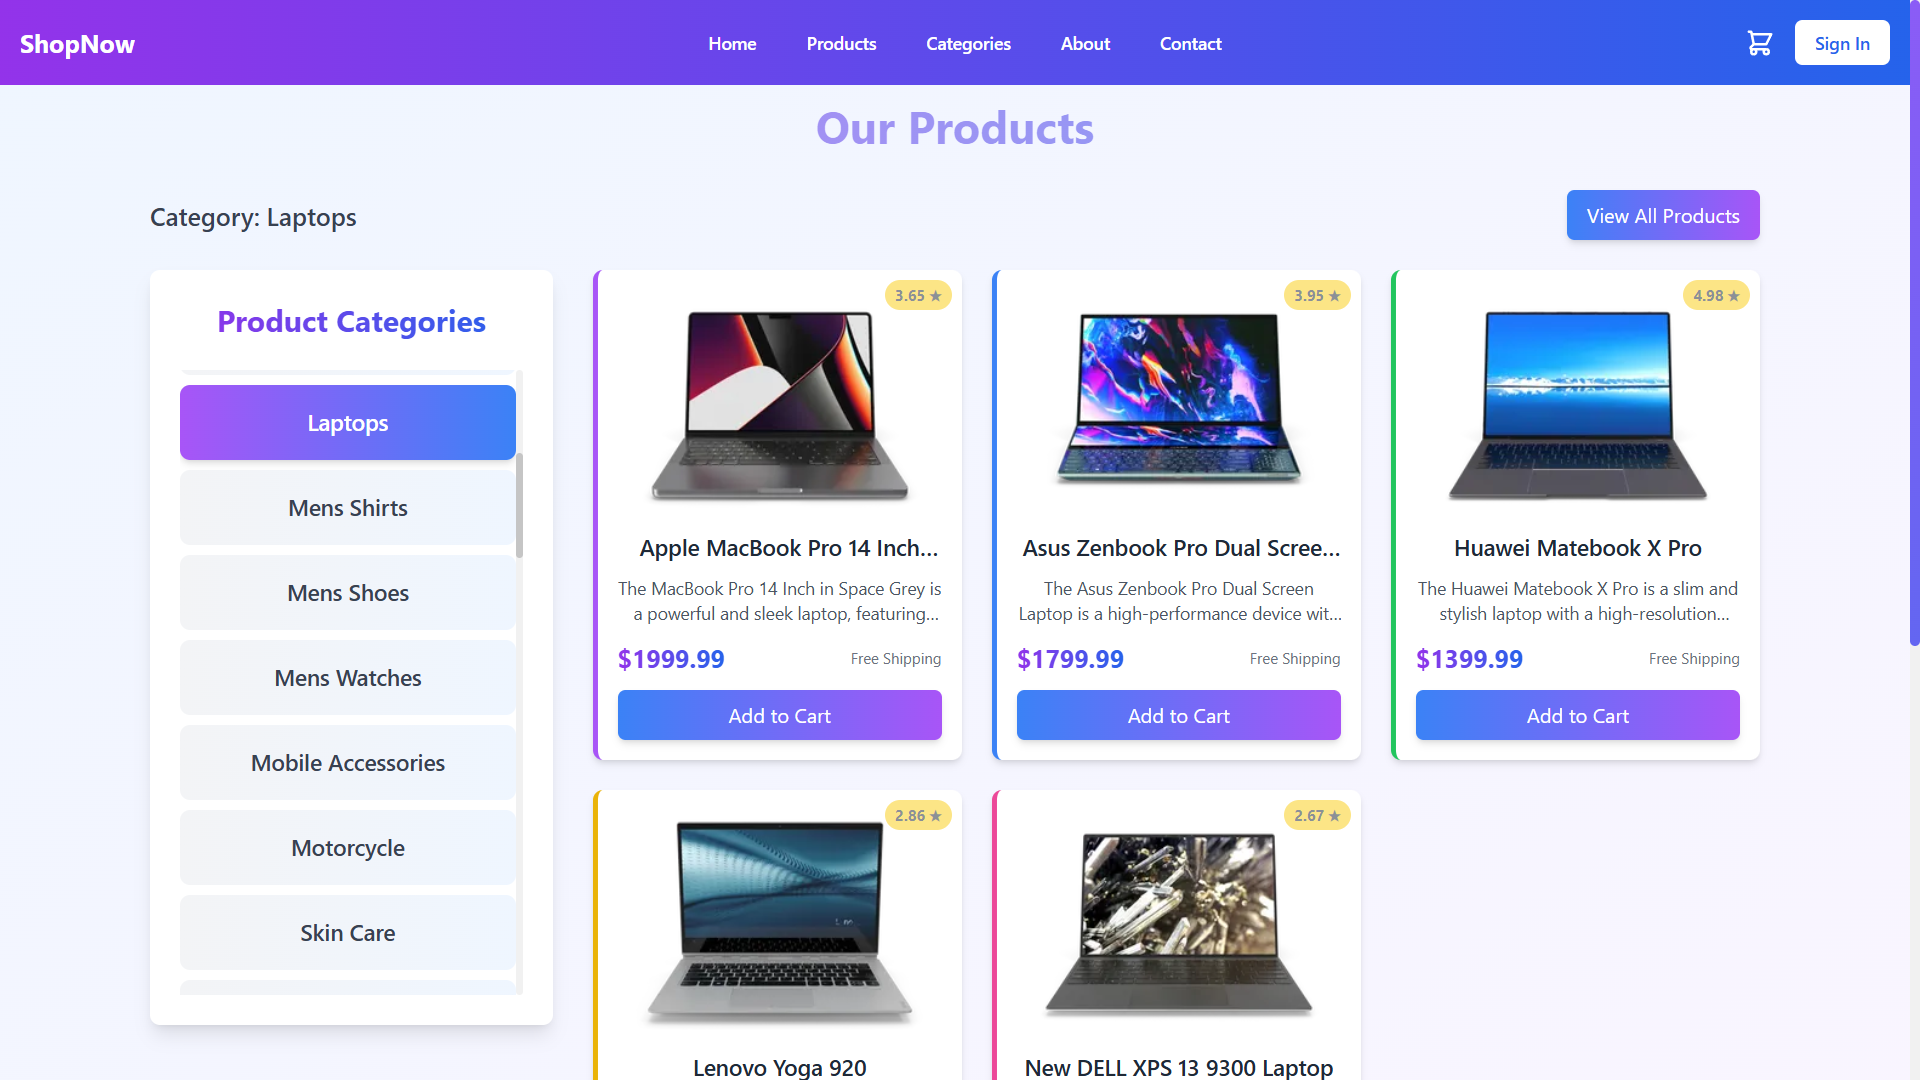 ShopNow
Home
Products
Categories
About
Contact
Sign In
Our Products
Category: Laptops
View All Products
Product Categories
Laptops
Mens Shirts
Mens Shoes
Mens Watches
Mobile Accessories
Motorcycle
Skin Care
3.65 ★
Apple MacBook Pro 14 Inch...
The MacBook Pro 14 Inch in Space Grey is
a powerful and sleek laptop, featuring...
$1999.99
Free Shipping
Add to Cart
3.95 ★
Asus Zenbook Pro Dual Scree...
The Asus Zenbook Pro Dual Screen
Laptop is a high-performance device wit...
$1799.99
Free Shipping
Add to Cart
4.98 ★
Huawei Matebook X Pro
The Huawei Matebook X Pro is a slim and
stylish laptop with a high-resolution...
$1399.99
Free Shipping
Add to Cart
2.86 ★
Lenovo Yoga 920
2.67 ★
New DELL XPS 13 9300 Laptop